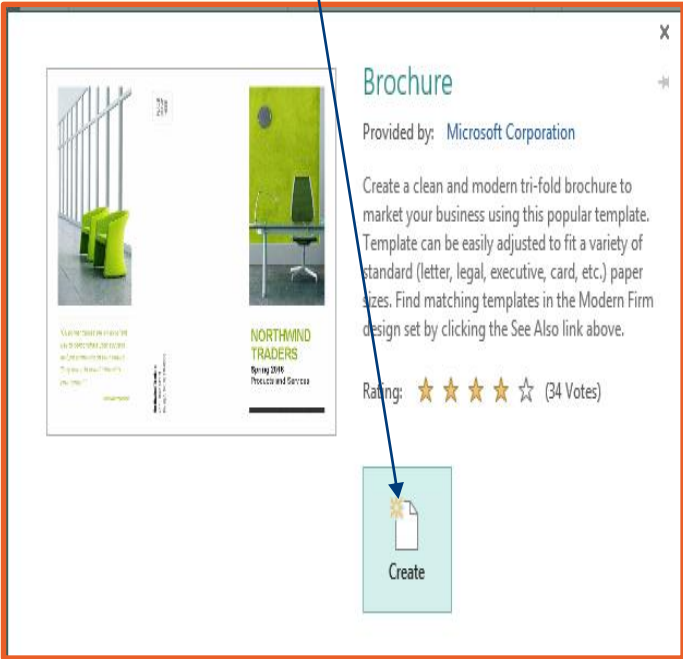 Brochure
Provided by: Microsoft Corporation
Create a clean and modern tri-fold brochure to
market your business using this popular template.
Template can be easily adjusted to fit a variety of
standard (letter, legal, executive, card, etc.) paper
sizes. Find matching templates in the Modern Firm
design set by clicking the See Also link above.
Rating: (34 Votes)
Create
NORTHWIND
TRADERS
Spring 2016
Products and Services